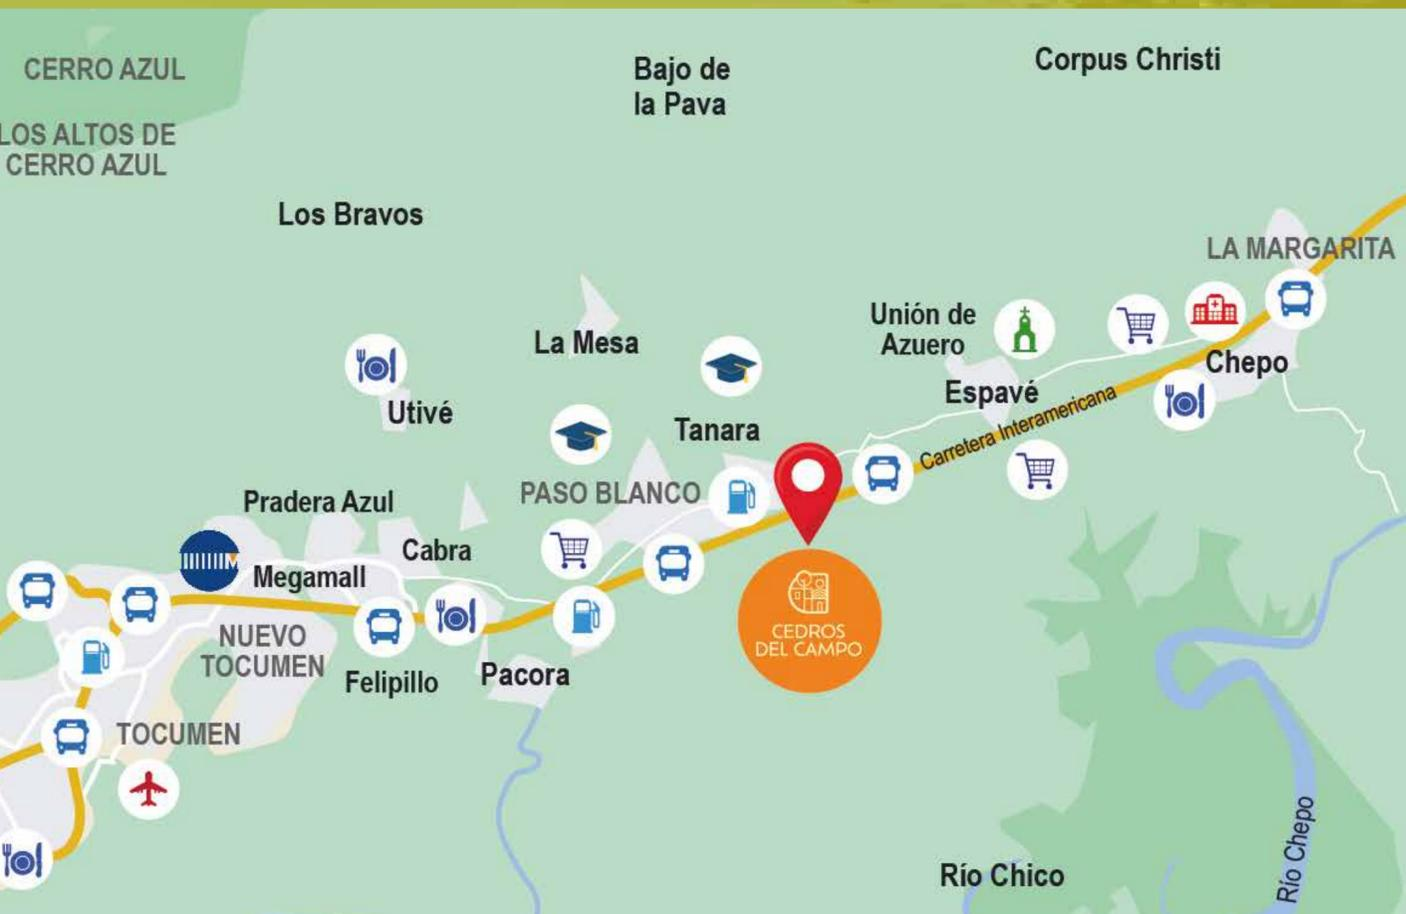 CERRO AZUL
LOS ALTOS DE
CERRO AZUL
Bajo de
la Pava
Corpus Christi
Los Bravos
LA MARGARITA
Unión de
Azuero
La Mesa
Chepo
Espavé
Utivé
Tanara
Carretera Interamericana
PASO BLANCO
Pradera Azul
Cabra
Megamall
NUEVO
TOCUMEN
Felipillo
Pacora
CEDROS
DEL CAMPO
TOCUMEN
Río Chico
Río Chepo